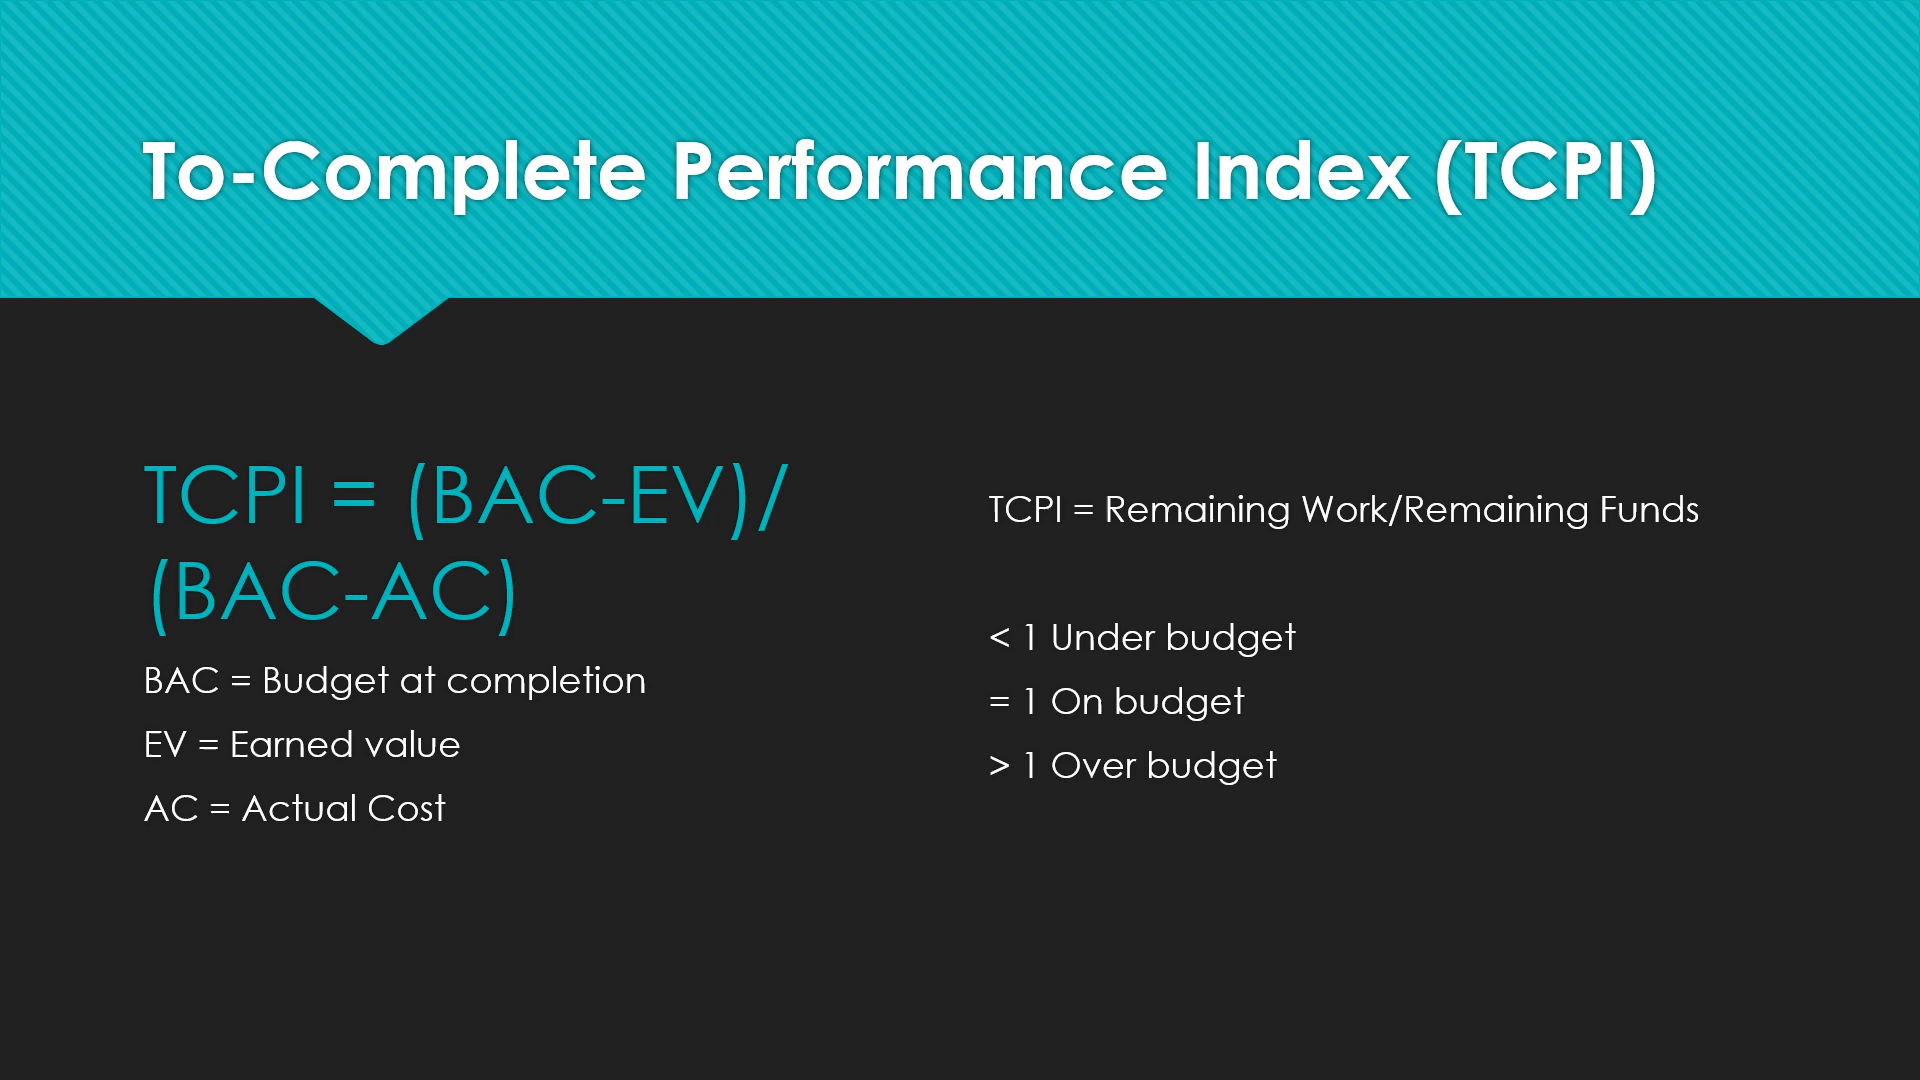 To-Complete Performance Index (TCPI)
TCPI = (BAC-EV)/
(BAC-AC)
BAC = Budget at completion
EV = Earned value
AC = Actual Cost
TCPI = Remaining Work/Remaining Funds
< 1 Under budget
= 1 On budget
> 1 Over budget